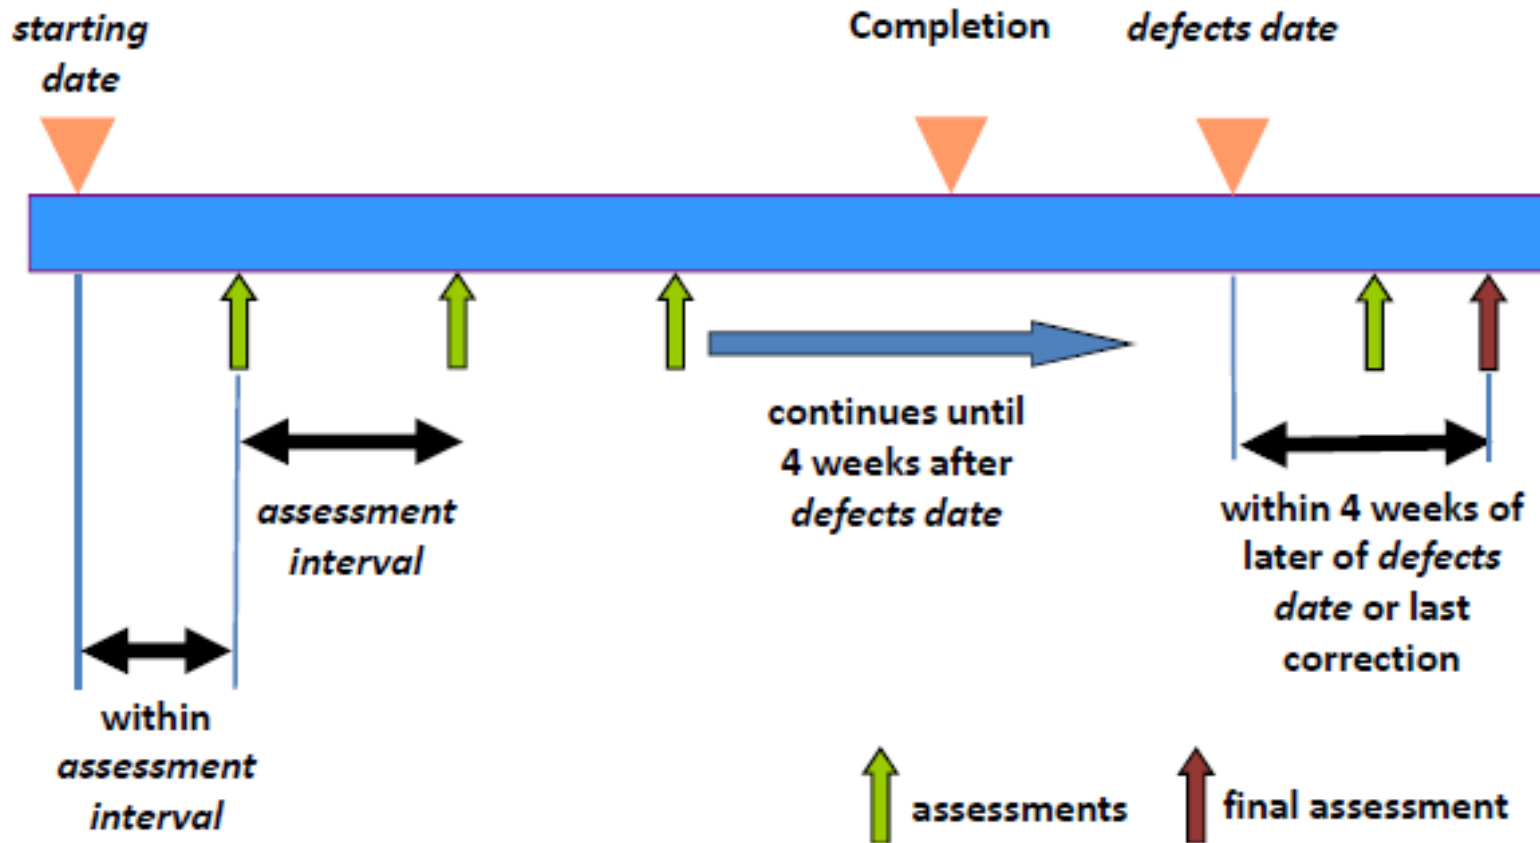 starting
date
Completion
defects date
continues until
4 weeks after
defects date
assessment
interval
within 4 weeks of
later of defects
date or last
correction
within
assessment
interval
assessments
final assessment